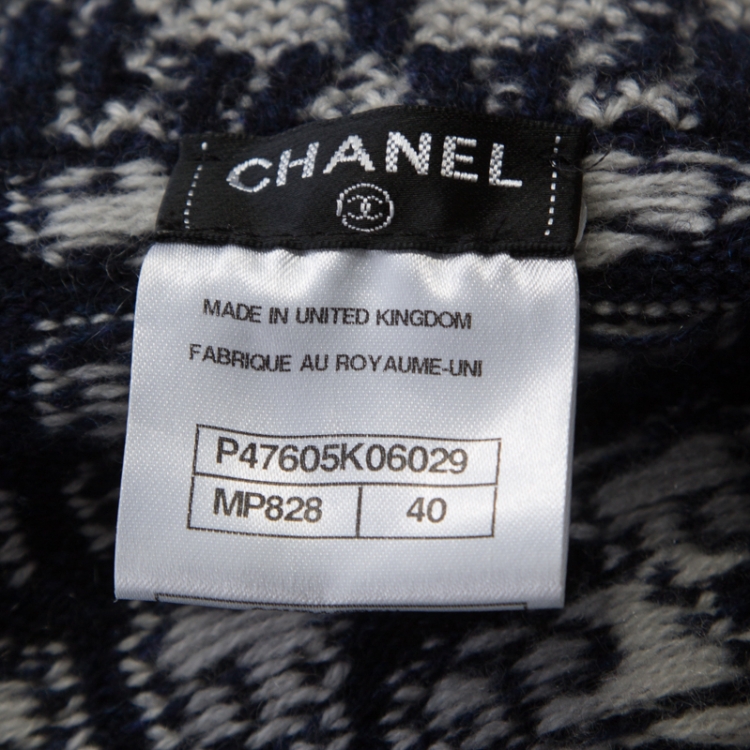 CHANEL
MADE IN UNITED KINGDOM
FABRIQUE AU ROYAUME-UNI
P47605K06029
MP828 40